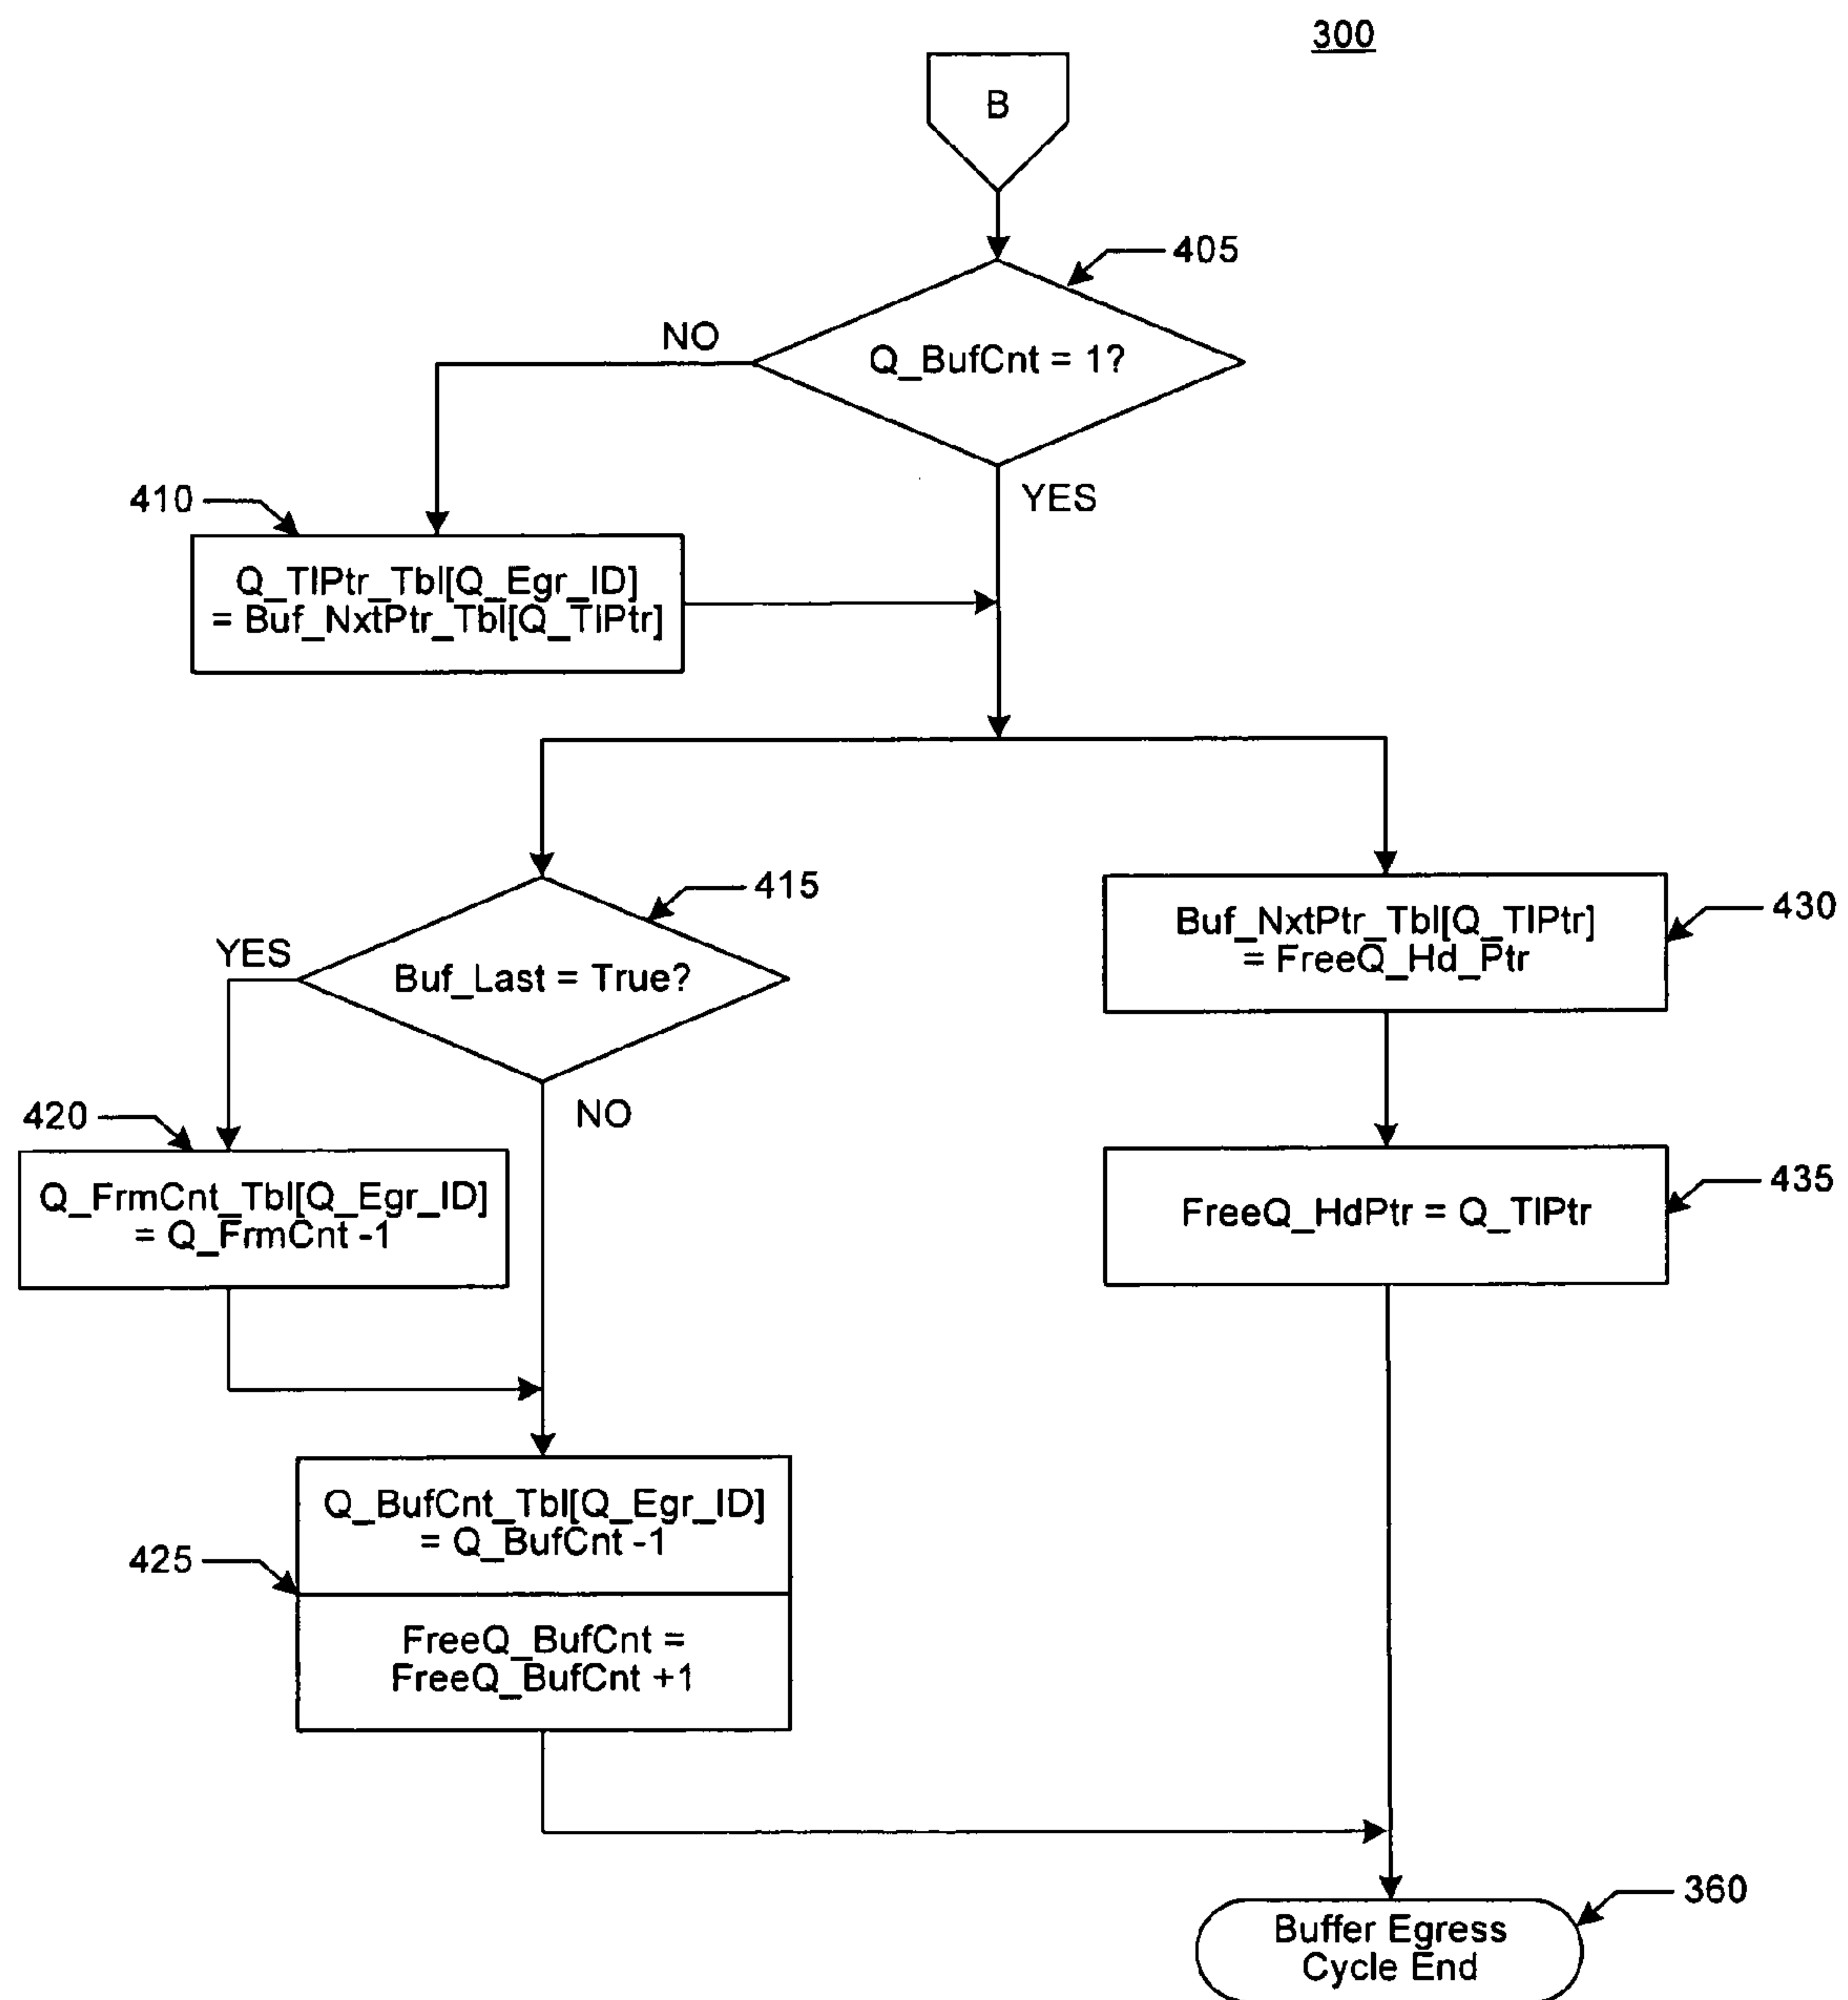 300
B
405
NO
Q_BufCnt = 1?
410
YES
Q_TlPtr_Tbl[Q_Egr_ID]
= Buf_NxtPtr_Tbl[Q_TlPtr]
415
YES
Buf_Last = True?
430
Buf_NxtPtr_Tbl[Q_TlPtr]
= FreeQ_Hd_Ptr
420
NO
Q_FrmCnt_Tbl[Q_Egr_ID]
= Q_FrmCnt -1
435
FreeQ_HdPtr = Q_TlPtr
Q_BufCnt_Tbl[Q_Egr_ID]
= Q_BufCnt -1
425
FreeQ_BufCnt =
FreeQ_BufCnt +1
360
Buffer Egress
Cycle End